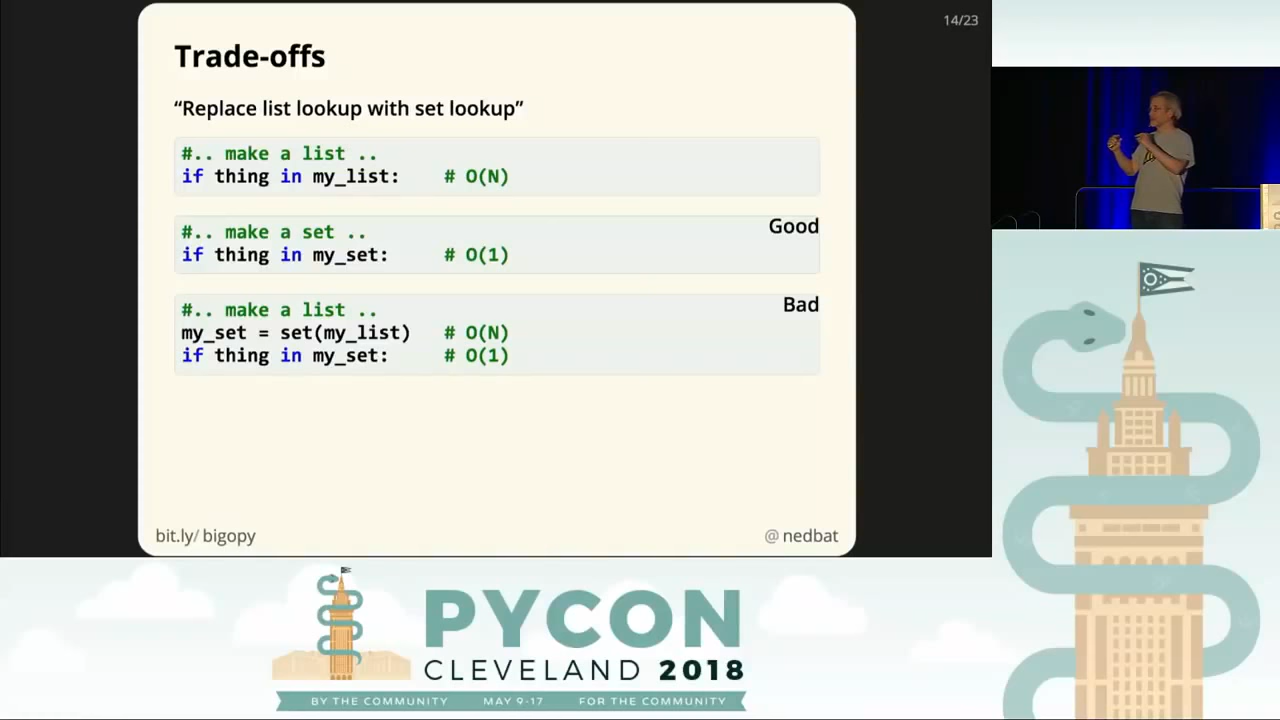 14/23
Trade-offs
“Replace list lookup with set lookup”
#.. make a list ..
if thing in my_list: # O(N)
Good
#.. make a set ..
if thing in my_set: # O(1)
Bad
#.. make a list ..
my_set = set(my_list) # O(N)
if thing in my_set: # O(1)
bit.ly/ bigopy
@ nedbat
PYCON
CLEVELAND 2018
BY THE COMMUNITY MAY 9-17 FOR THE COMMUNITY